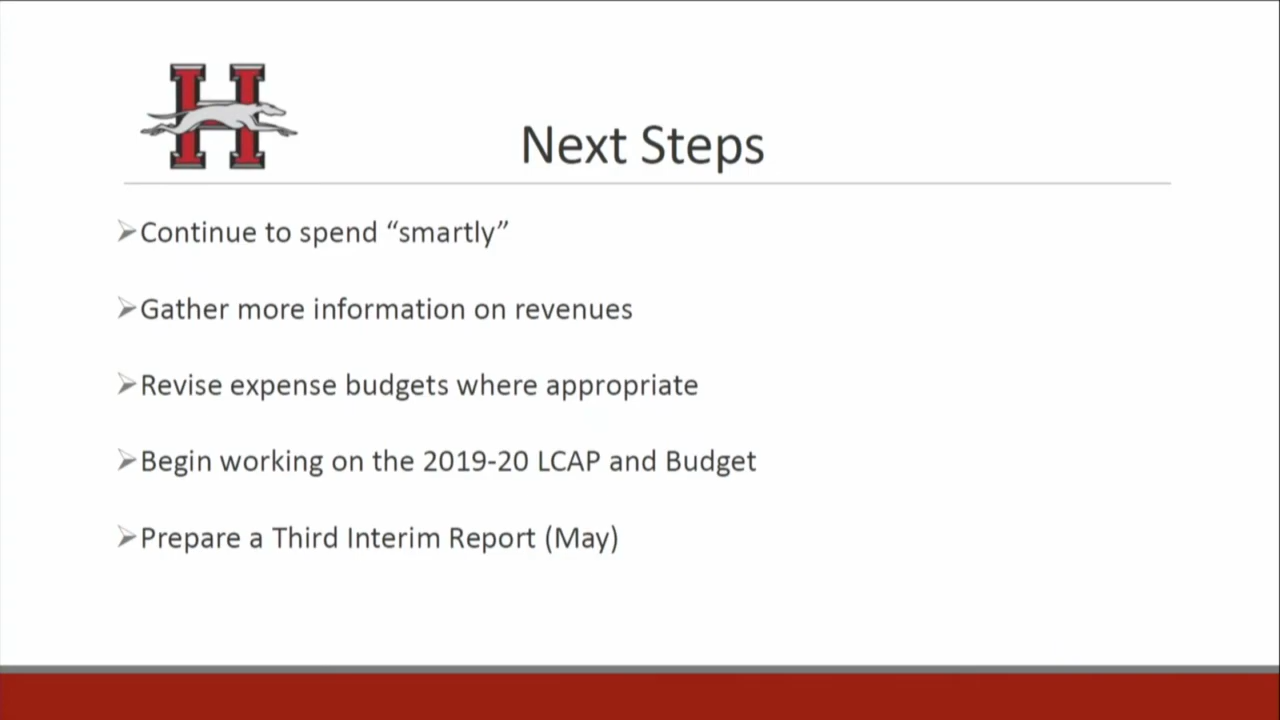 H
Next Steps
Continue to spend “smartly”
Gather more information on revenues
Revise expense budgets where appropriate
Begin working on the 2019-20 LCAP and Budget
Prepare a Third Interim Report (May)